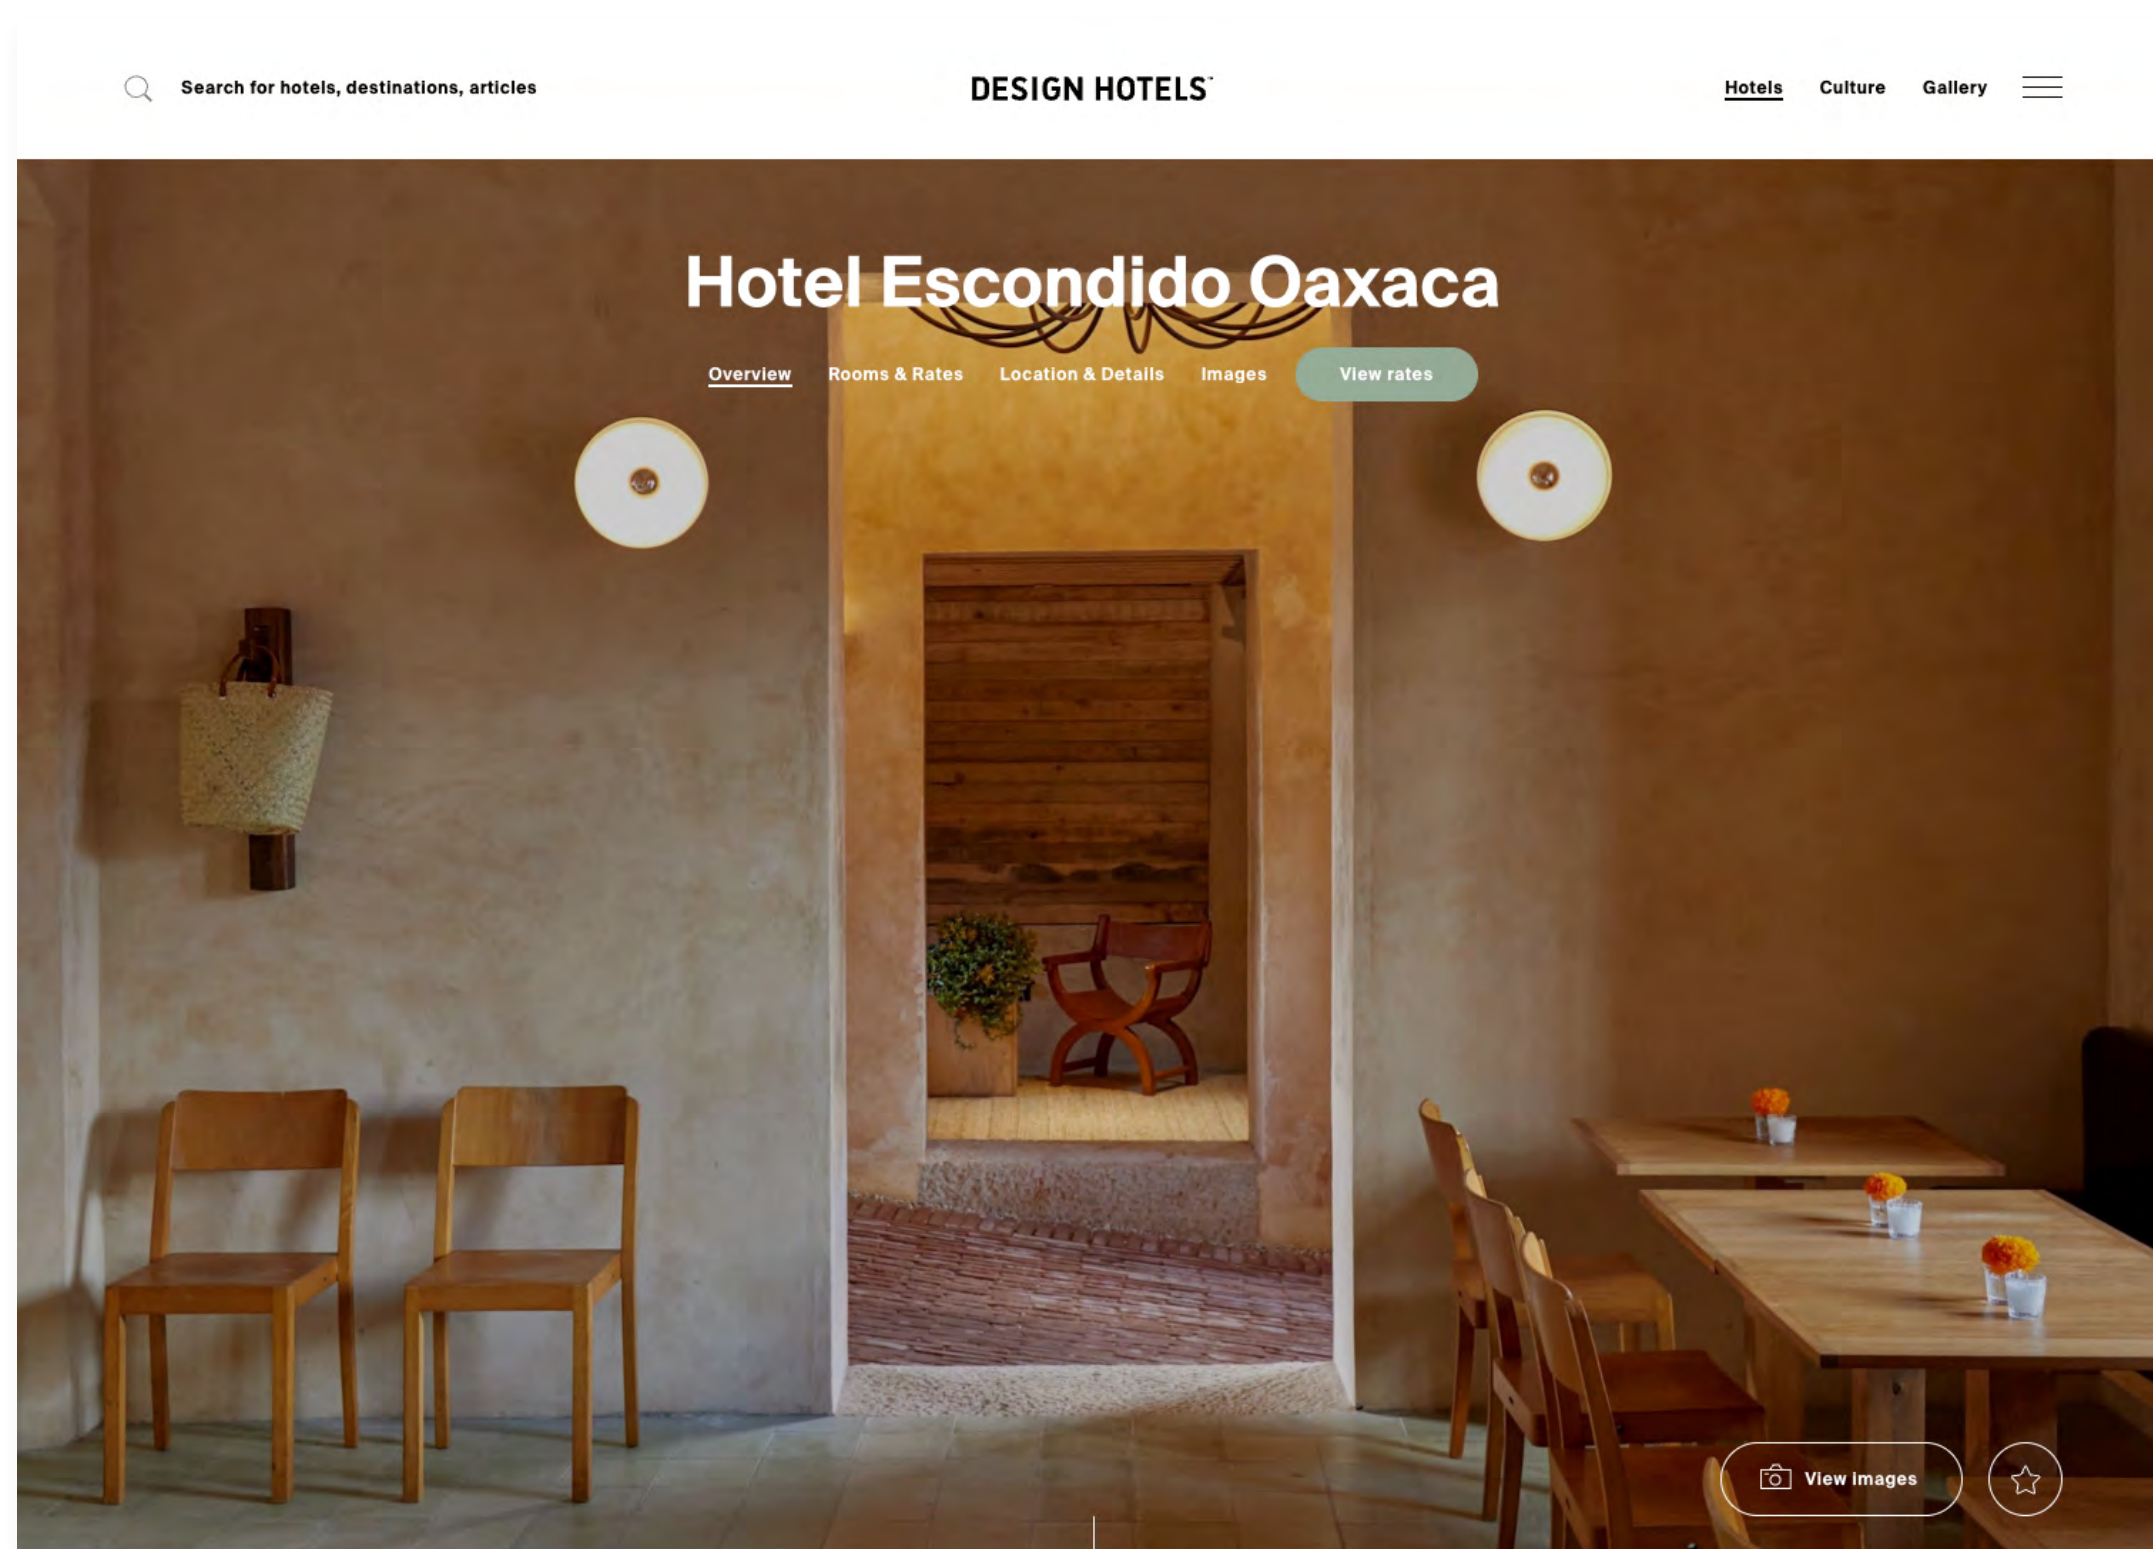 Search for hotels, destinations, articles
DESIGN HOTELS™
Hotels Culture Gallery
Hotel Escondido Oaxaca
Overview Rooms & Rates Location & Details Images View rates
View images